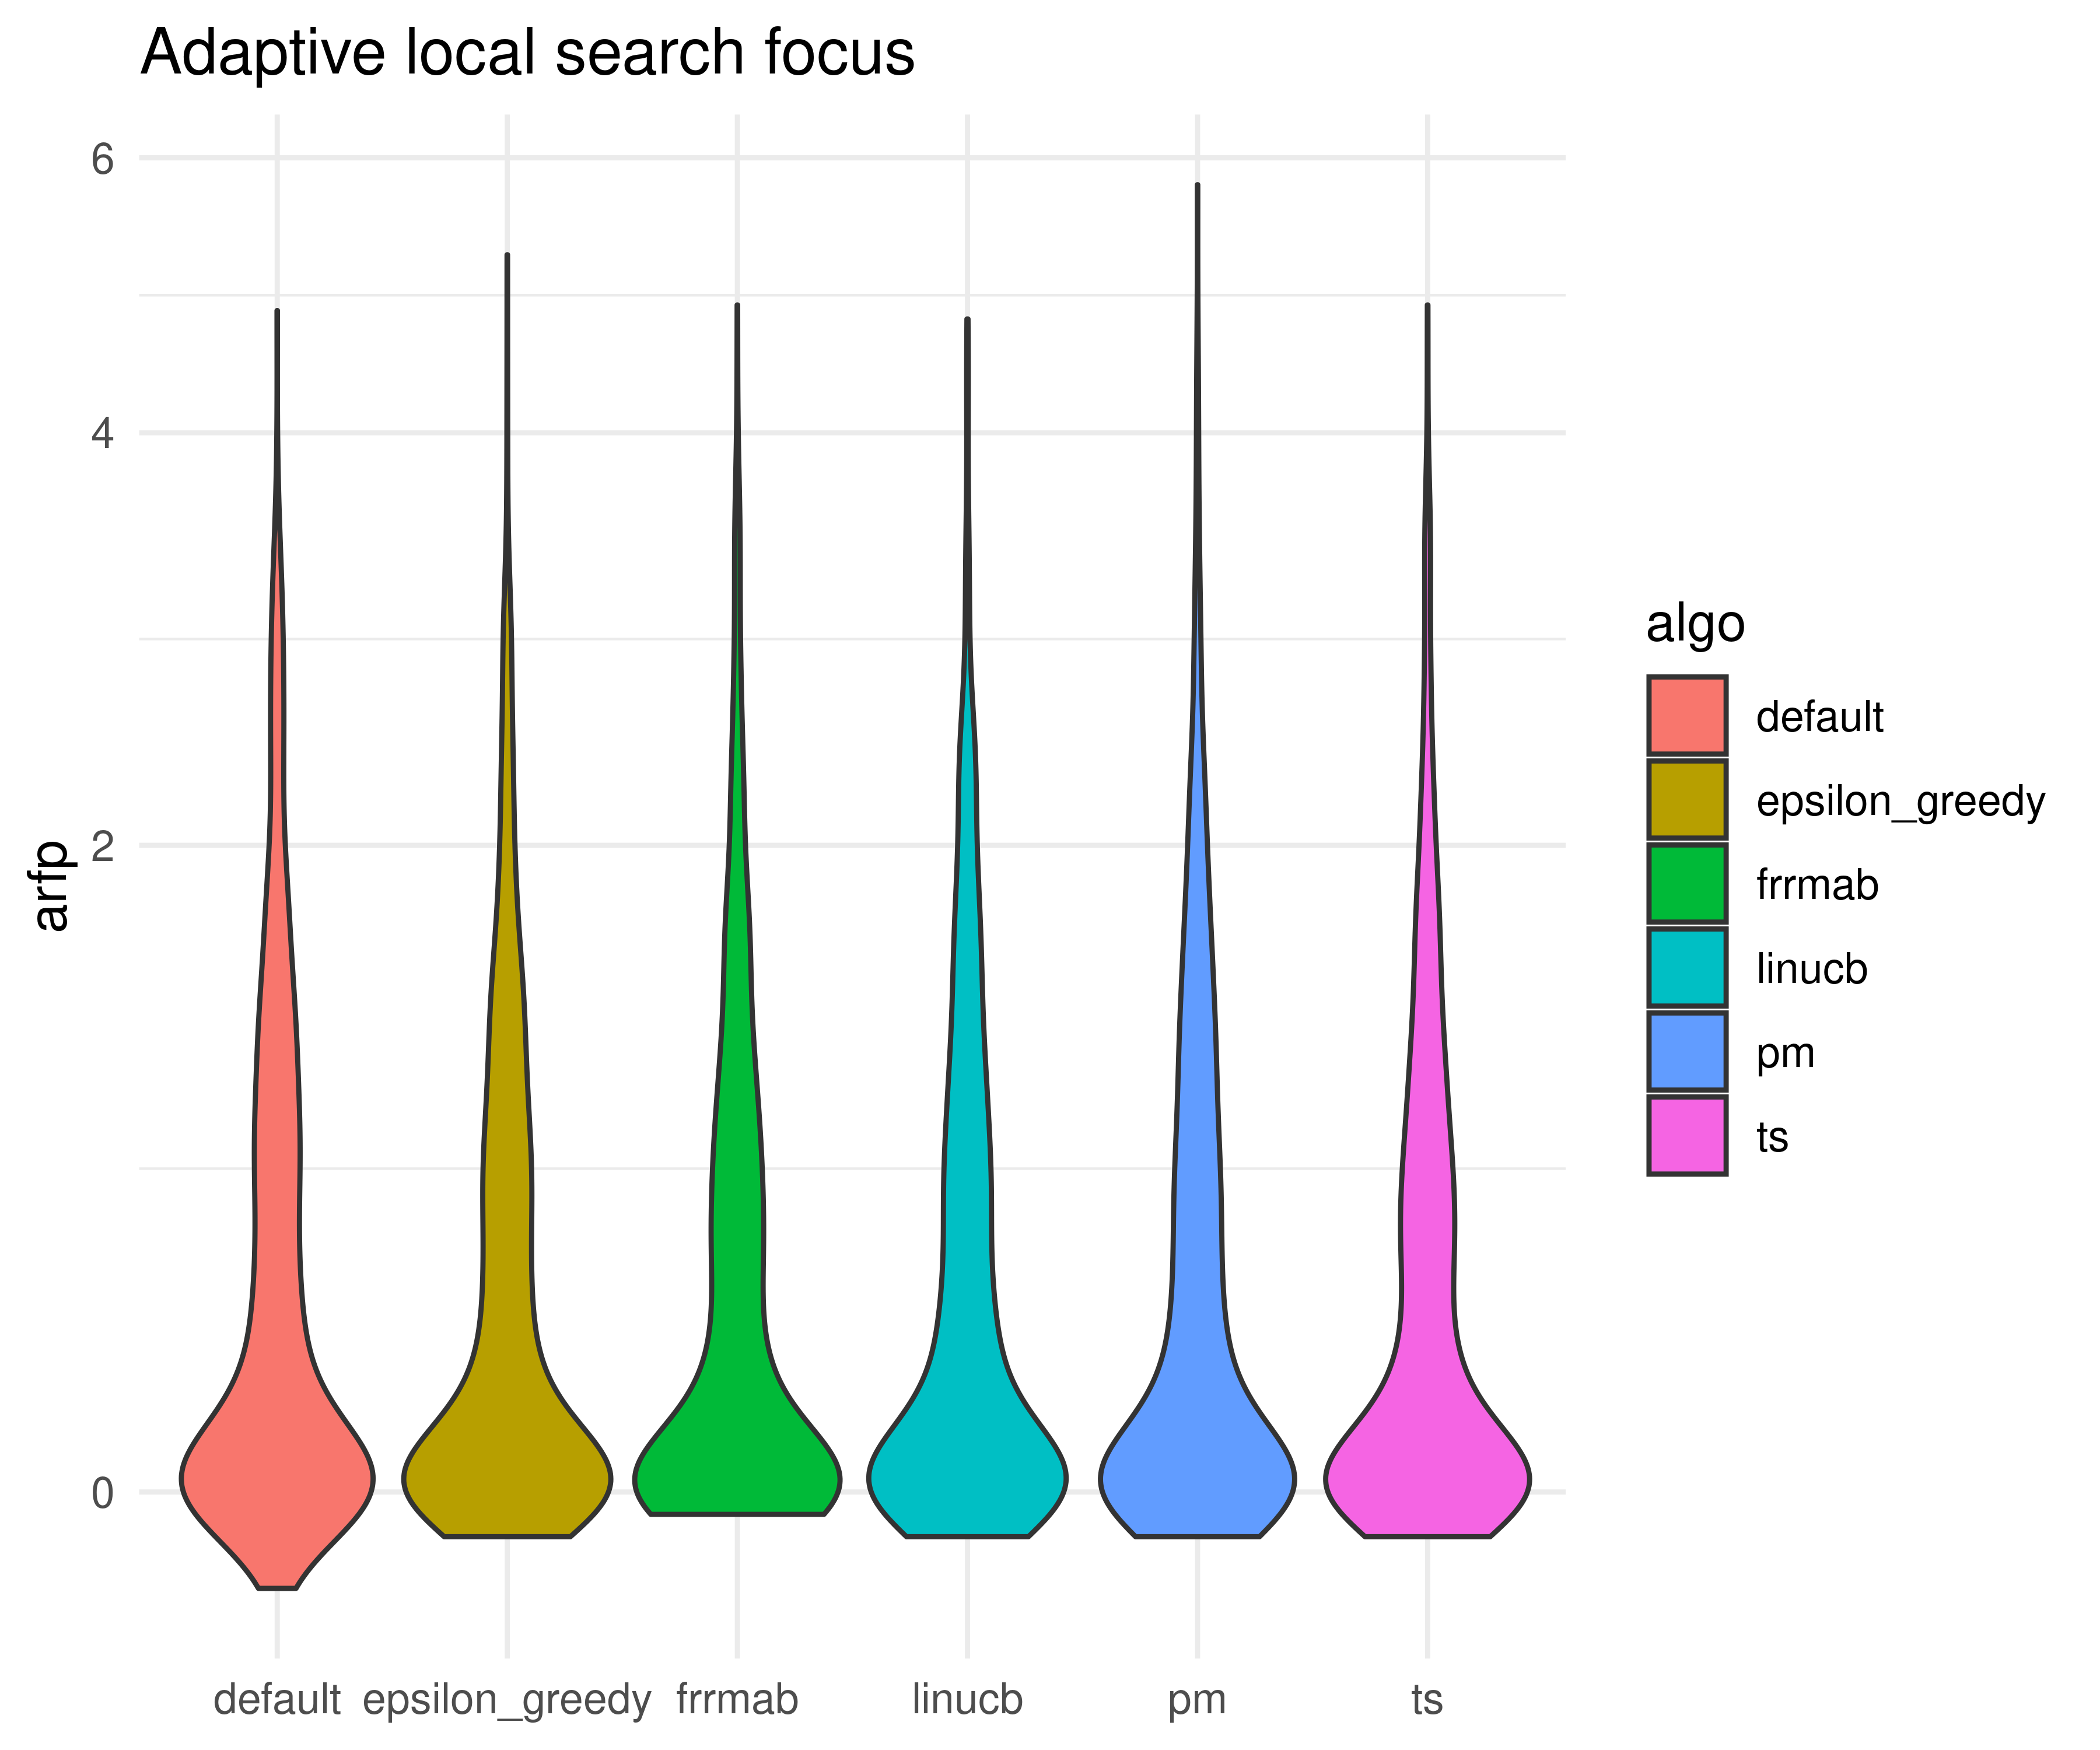 Adaptive local search focus
6
4
2
0
arfp
default epsilon_greedy frrmab linucb pm ts
algo
default
epsilon_greedy
frrmab
linucb
pm
ts